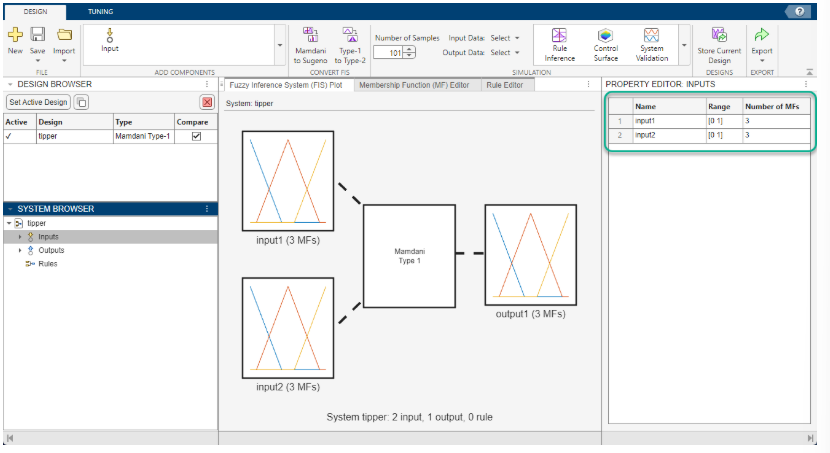 DESIGN TUNING
?
New Save Import
Input
Mamdani to Sugeno
Type-1 to Type-2
Number of Samples 101
Input Data: Select
Output Data: Select
Rule Inference
Control Surface
System Validation
Store Current Design
Export
FILE ADD COMPONENTS CONVERT FIS SIMULATION DESIGNS EXPORT
DESIGN BROWSER
Set Active Design
Active Design Type Compare
✓ tipper Mamdani Type-1
SYSTEM BROWSER
tipper
Inputs
Outputs
Rules
Fuzzy Inference System (FIS) Plot Membership Function (MF) Editor Rule Editor
System: tipper
input1 (3 MFs)
Mamdani
Type 1
output1 (3 MFs)
input2 (3 MFs)
System tipper: 2 input, 1 output, 0 rule
PROPERTY EDITOR: INPUTS
Name Range Number of MFs
1 input1 [0 1] 3
2 input2 [0 1] 3